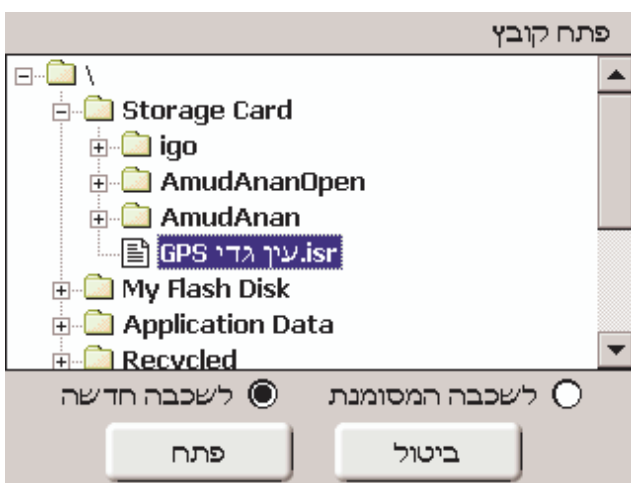 פתח קובץ
\
Storage Card
igo
AmudAnanOpen
AmudAnan
GPS עין גדי.isr
My Flash Disk
Application Data
Recycled
לשכבה המסומנת לשכבה חדשה
ביטול פתח